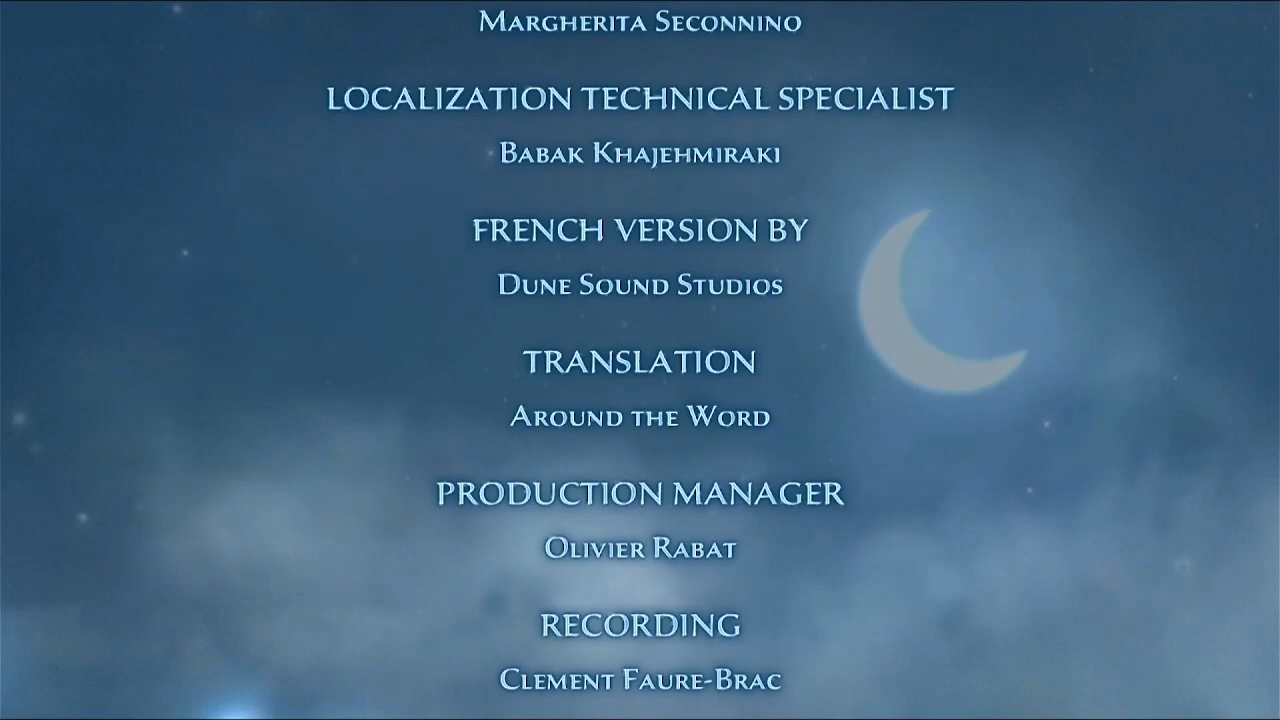 Margherita Seconnino
LOCALIZATION TECHNICAL SPECIALIST
Babak Khajehmiraki
FRENCH VERSION BY
Dune Sound Studios
TRANSLATION
Around the Word
PRODUCTION MANAGER
Olivier Rabat
RECORDING
Clement Faure-Brac